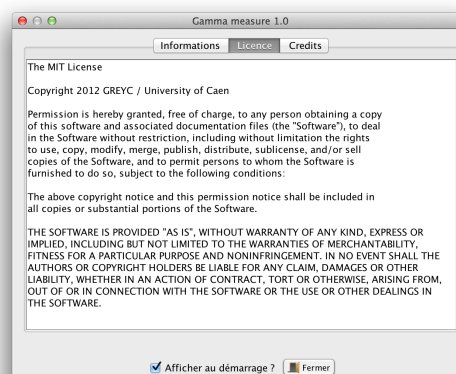 Gamma measure 1.0
Informations Licence Credits
The MIT License
Copyright 2012 GREYC / University of Caen
Permission is hereby granted, free of charge, to any person obtaining a copy
of this software and associated documentation files (the "Software"), to deal
in the Software without restriction, including without limitation the rights
to use, copy, modify, merge, publish, distribute, sublicense, and/or sell
copies of the Software, and to permit persons to whom the Software is
furnished to do so, subject to the following conditions:
The above copyright notice and this permission notice shall be included in
all copies or substantial portions of the Software.
THE SOFTWARE IS PROVIDED "AS IS", WITHOUT WARRANTY OF ANY KIND, EXPRESS OR
IMPLIED, INCLUDING BUT NOT LIMITED TO THE WARRANTIES OF MERCHANTABILITY,
FITNESS FOR A PARTICULAR PURPOSE AND NONINFRINGEMENT. IN NO EVENT SHALL THE
AUTHORS OR COPYRIGHT HOLDERS BE LIABLE FOR ANY CLAIM, DAMAGES OR OTHER
LIABILITY, WHETHER IN AN ACTION OF CONTRACT, TORT OR OTHERWISE, ARISING FROM,
OUT OF OR IN CONNECTION WITH THE SOFTWARE OR THE USE OR OTHER DEALINGS IN
THE SOFTWARE.
Afficher au démarrage ? Fermer